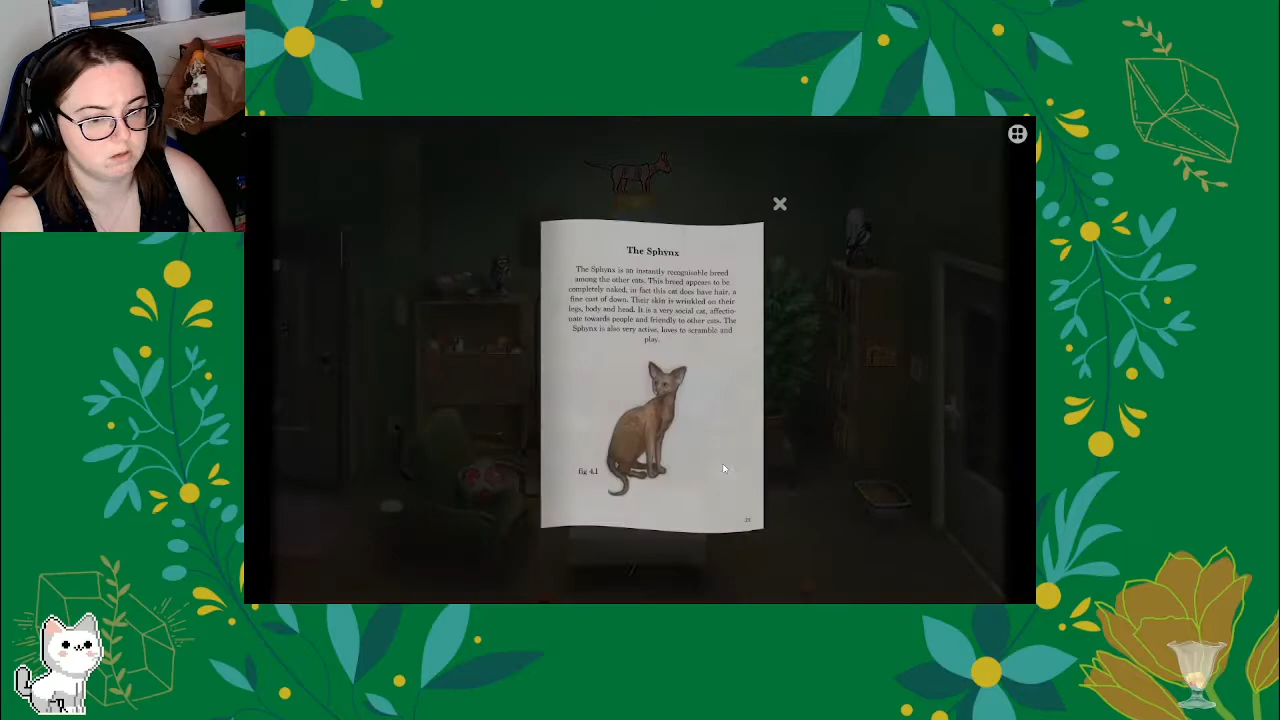 The Sphynx
The Sphynx is an instantly recognisable breed
among the other cats. This breed appears to be
completely naked, in fact this cat does have hair, a
fine coat of down. Their skin is wrinkled on their
legs, body and head. It is a very social cat, affectio-
nate towards people and friendly to other cats. The
Sphynx is also very active, loves to scramble and
play.
fig 4.1